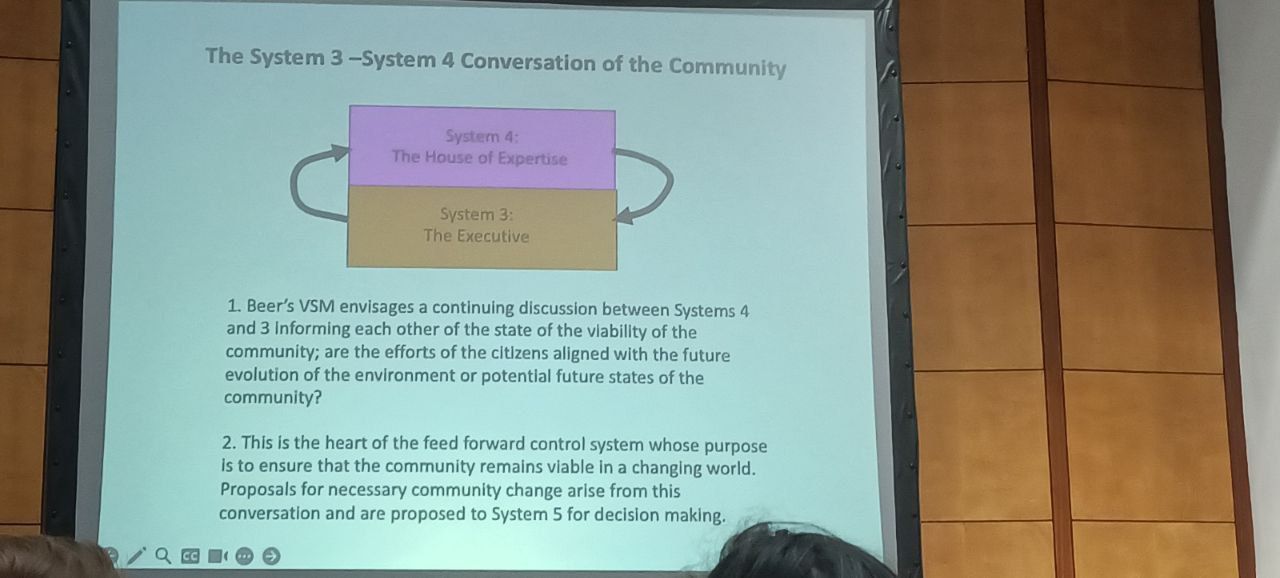 The System 3 –System 4 Conversation of the Community
System 4:
The House of Expertise
System 3:
The Executive
1. Beer's VSM envisages a continuing discussion between Systems 4
and 3 informing each other of the state of the viability of the
community; are the efforts of the citizens aligned with the future
evolution of the environment or potential future states of the
community?
2. This is the heart of the feed forward control system whose purpose
is to ensure that the community remains viable in a changing world.
Proposals for necessary community change arise from this
conversation and are proposed to System 5 for decision making.
CC